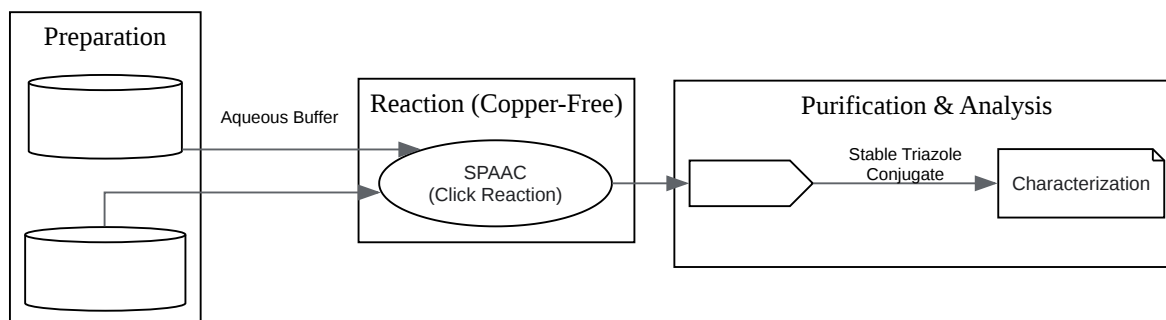 Preparation
Aqueous Buffer
Reaction (Copper-Free)
SPAAC
(Click Reaction)
Purification & Analysis
Stable Triazole
Conjugate
Characterization